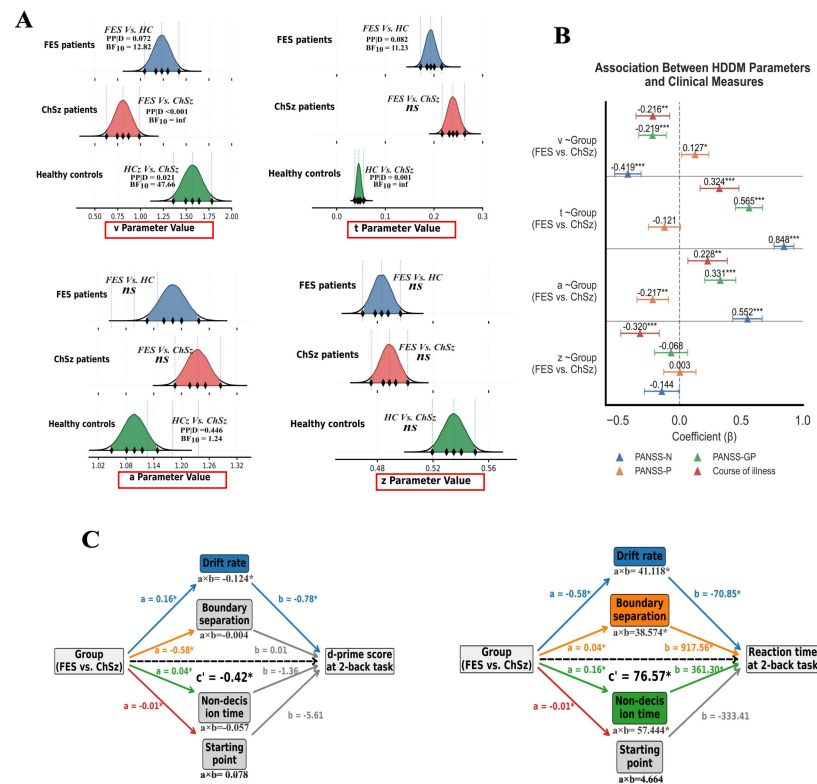 A
FES patients
FES Vs. HC
PP|D = 0.072
BF10 = 12.82
ChSz patients
FES Vs. ChSz
PP|D <0.001
BF10 = inf
Healthy controls
HCz Vs. ChSz
PP|D = 0.021
BF10 = 47.66
0.50 0.75 1.00 1.25 1.50 1.75 2.00
v Parameter Value
FES patients
FES Vs. HC
PP|D = 0.082
BF10 = 11.23
ChSz patients
FES Vs. ChSz
ns
Healthy controls
HC Vs. ChSz
PP|D = 0.001
BF10 = inf
0.0 0.1 0.2 0.3
t Parameter Value
FES patients
FES Vs. HC
ns
ChSz patients
FES Vs. ChSz
ns
Healthy controls
HCz Vs. ChSz
PP|D =0.446
BF10 = 1.24
1.02 1.08 1.14 1.20 1.26 1.32
a Parameter Value
FES patients
FES Vs. HC
ns
ChSz patients
FES Vs. ChSz
ns
Healthy controls
HC Vs. ChSz
ns
0.48 0.52 0.56
z Parameter Value
B
Association Between HDDM Parameters
and Clinical Measures
v ~Group
(FES vs. ChSz)
-0.216**
-0.219***
0.127*
-0.419***
t ~Group
(FES vs. ChSz)
0.324***
0.565***
-0.121
0.848***
a ~Group
(FES vs. ChSz)
0.228**
0.331***
-0.217**
0.552***
z ~Group
(FES vs. ChSz)
-0.320***
-0.068
0.003
-0.144
-0.5 0.0 0.5 1.0
Coefficient (β)
PANSS-N PANSS-GP
PANSS-P Course of illness
C
Drift rate
a×b= -0.124*
a = 0.16*
b = -0.78*
Boundary
separation
a×b=-0.004
a = -0.58*
b = 0.01
Group
(FES vs. ChSz)
d-prime score
at 2-back task
c' = -0.42*
a = 0.04*
b = -1.36
Non-decis
ion time
a×b=-0.057
a = -0.01*
b = -5.61
Starting
point
a×b= 0.078
Drift rate
a×b= 41.118*
a = -0.58*
b = -70.85*
Boundary
separation
a×b=38.574*
a = 0.04*
b = 917.56*
Group
(FES vs. ChSz)
Reaction time
at 2-back task
c' = 76.57*
a = 0.16*
b = 361.30*
Non-decis
ion time
a×b= 57.444*
a = -0.01*
b = -333.41
Starting
point
a×b=4.664